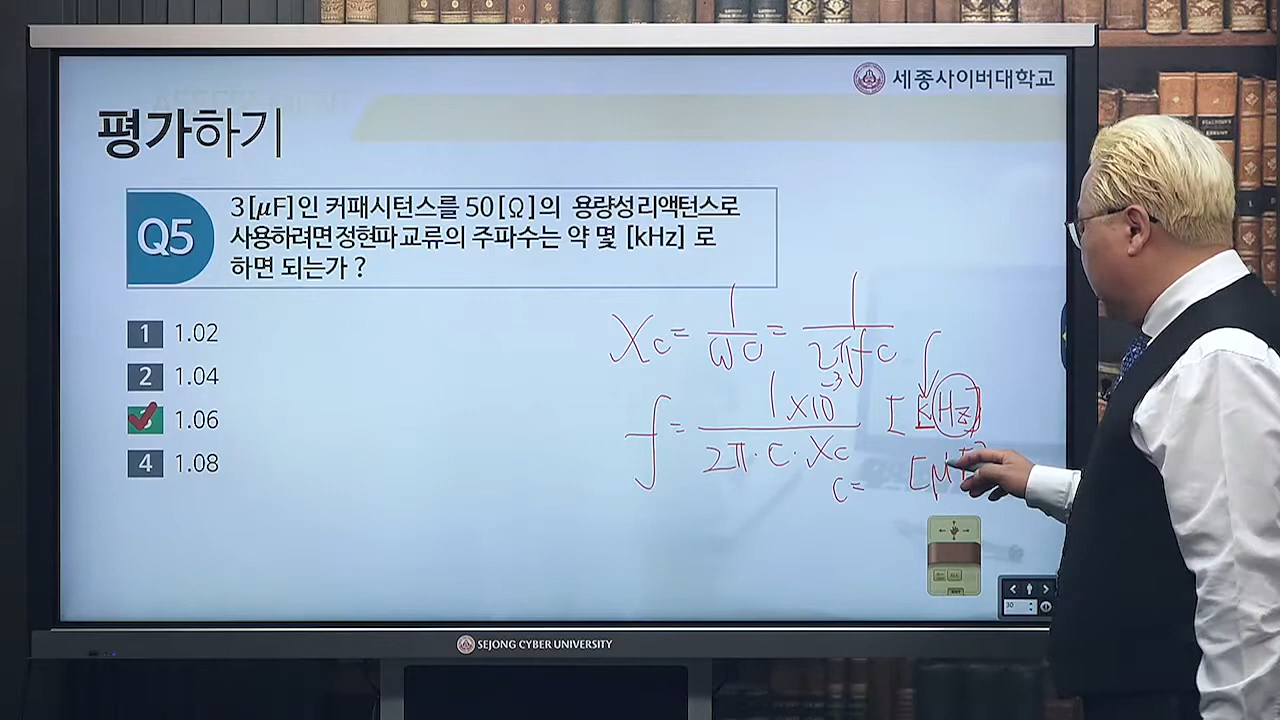 세종사이버대학교
평가하기
Q5
3[μF]인 커패시턴스를 50[Ω]의 용량성 리액턴스로
사용하려면 정현파 교류의 주파수는 약 몇 [kHz] 로
하면 되는가 ?
1 1.02
2 1.04
1.06
4 1.08
Xc = 1/ωC = 1/2πfC
f = 1×10⁻³/2π·C·Xc [kHz]
C= [μF]
30
SEJONG CYBER UNIVERSITY